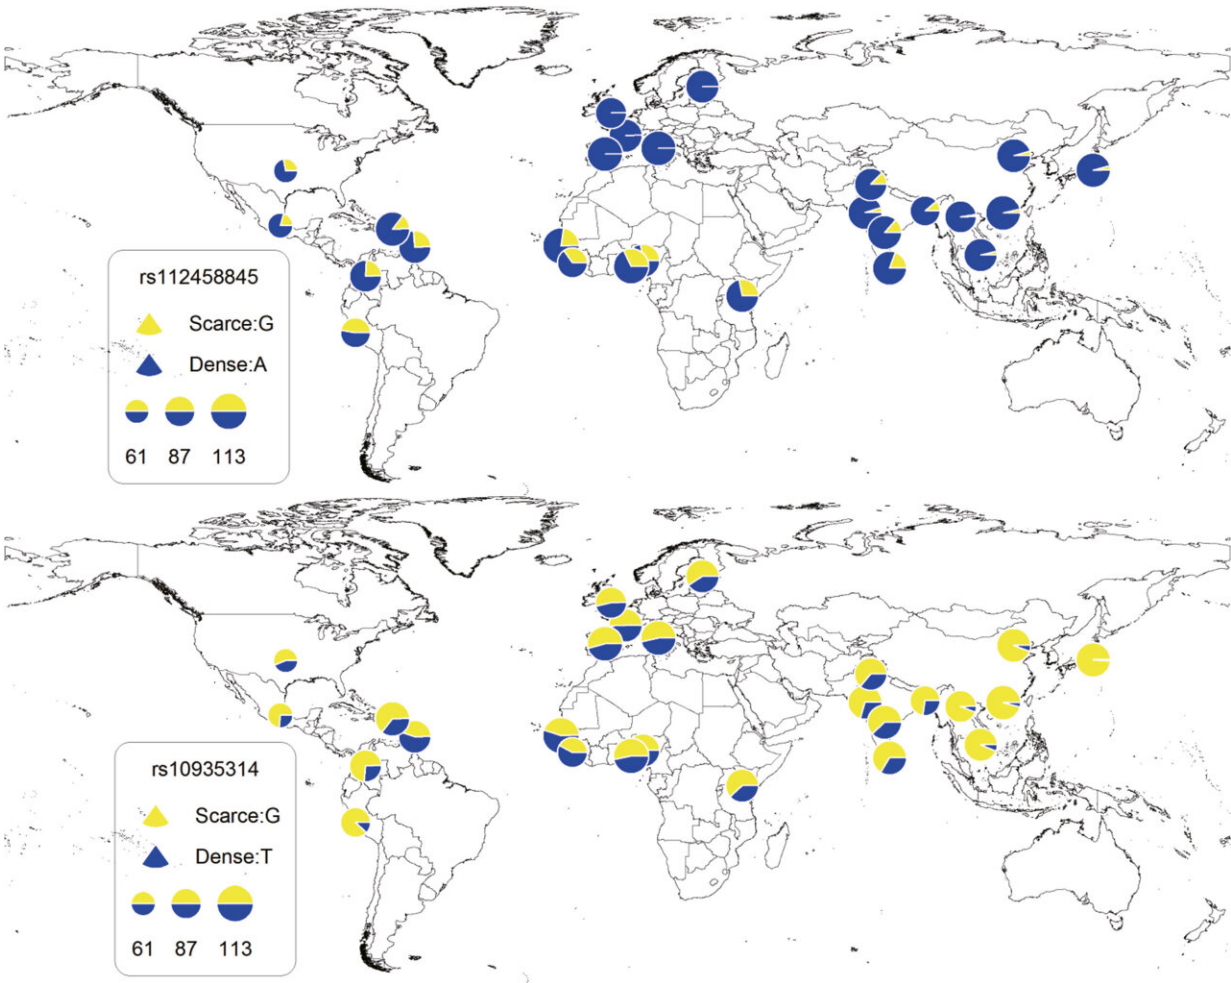 rs112458845
Scarce:G
Dense:A
61 87 113
rs10935314
Scarce:G
Dense:T
61 87 113